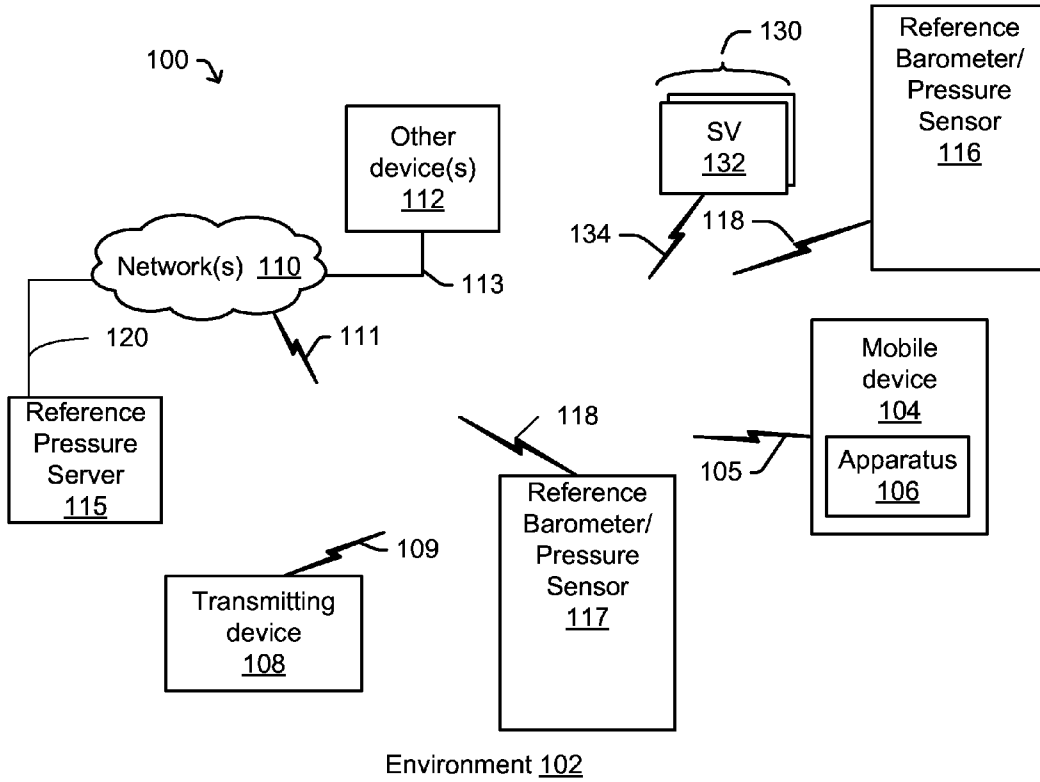 100
130
Reference
Barometer/
Pressure
Sensor
116
Other
device(s)
112
SV
132
118
134
Network(s) 110
113
120
111
Mobile
device
104
Apparatus
106
105
Reference
Pressure
Server
115
118
Reference
Barometer/
Pressure
Sensor
117
109
Transmitting
device
108
Environment 102